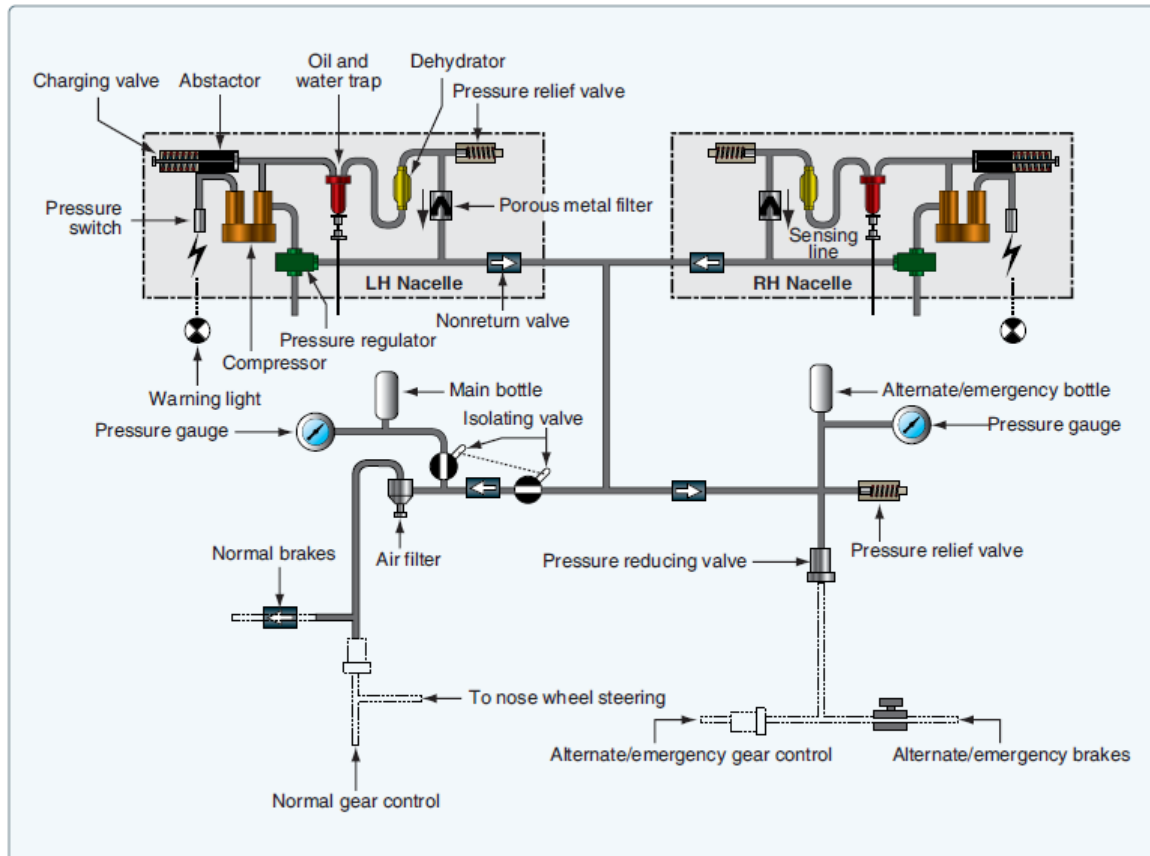 Charging valve
Abstactor
Oil and
water trap
Dehydrator
Pressure relief valve
Pressure
switch
Porous metal filter
Sensing
line
LH Nacelle
RH Nacelle
Nonreturn valve
Pressure regulator
Compressor
Warning light
Main bottle
Alternate/emergency bottle
Isolating valve
Pressure gauge
Pressure gauge
Normal brakes
Air filter
Pressure reducing valve
Pressure relief valve
To nose wheel steering
Alternate/emergency gear control
Alternate/emergency brakes
Normal gear control